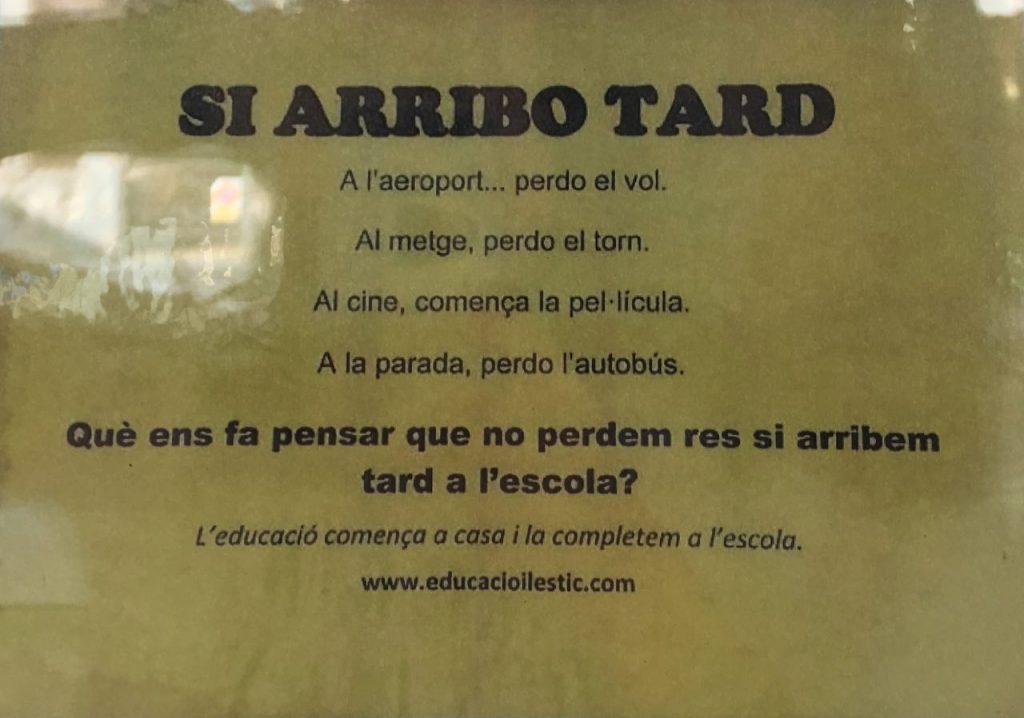 SI ARRIBO TARD
A l'aeroport... perdo el vol.
Al metge, perdo el torn.
Al cine, comença la pel·lícula.
A la parada, perdo l'autobús.
Què ens fa pensar que no perdem res si arribem
tard a l'escola?
L'educació comença a casa i la completem a l'escola.
www.educacioilestic.com